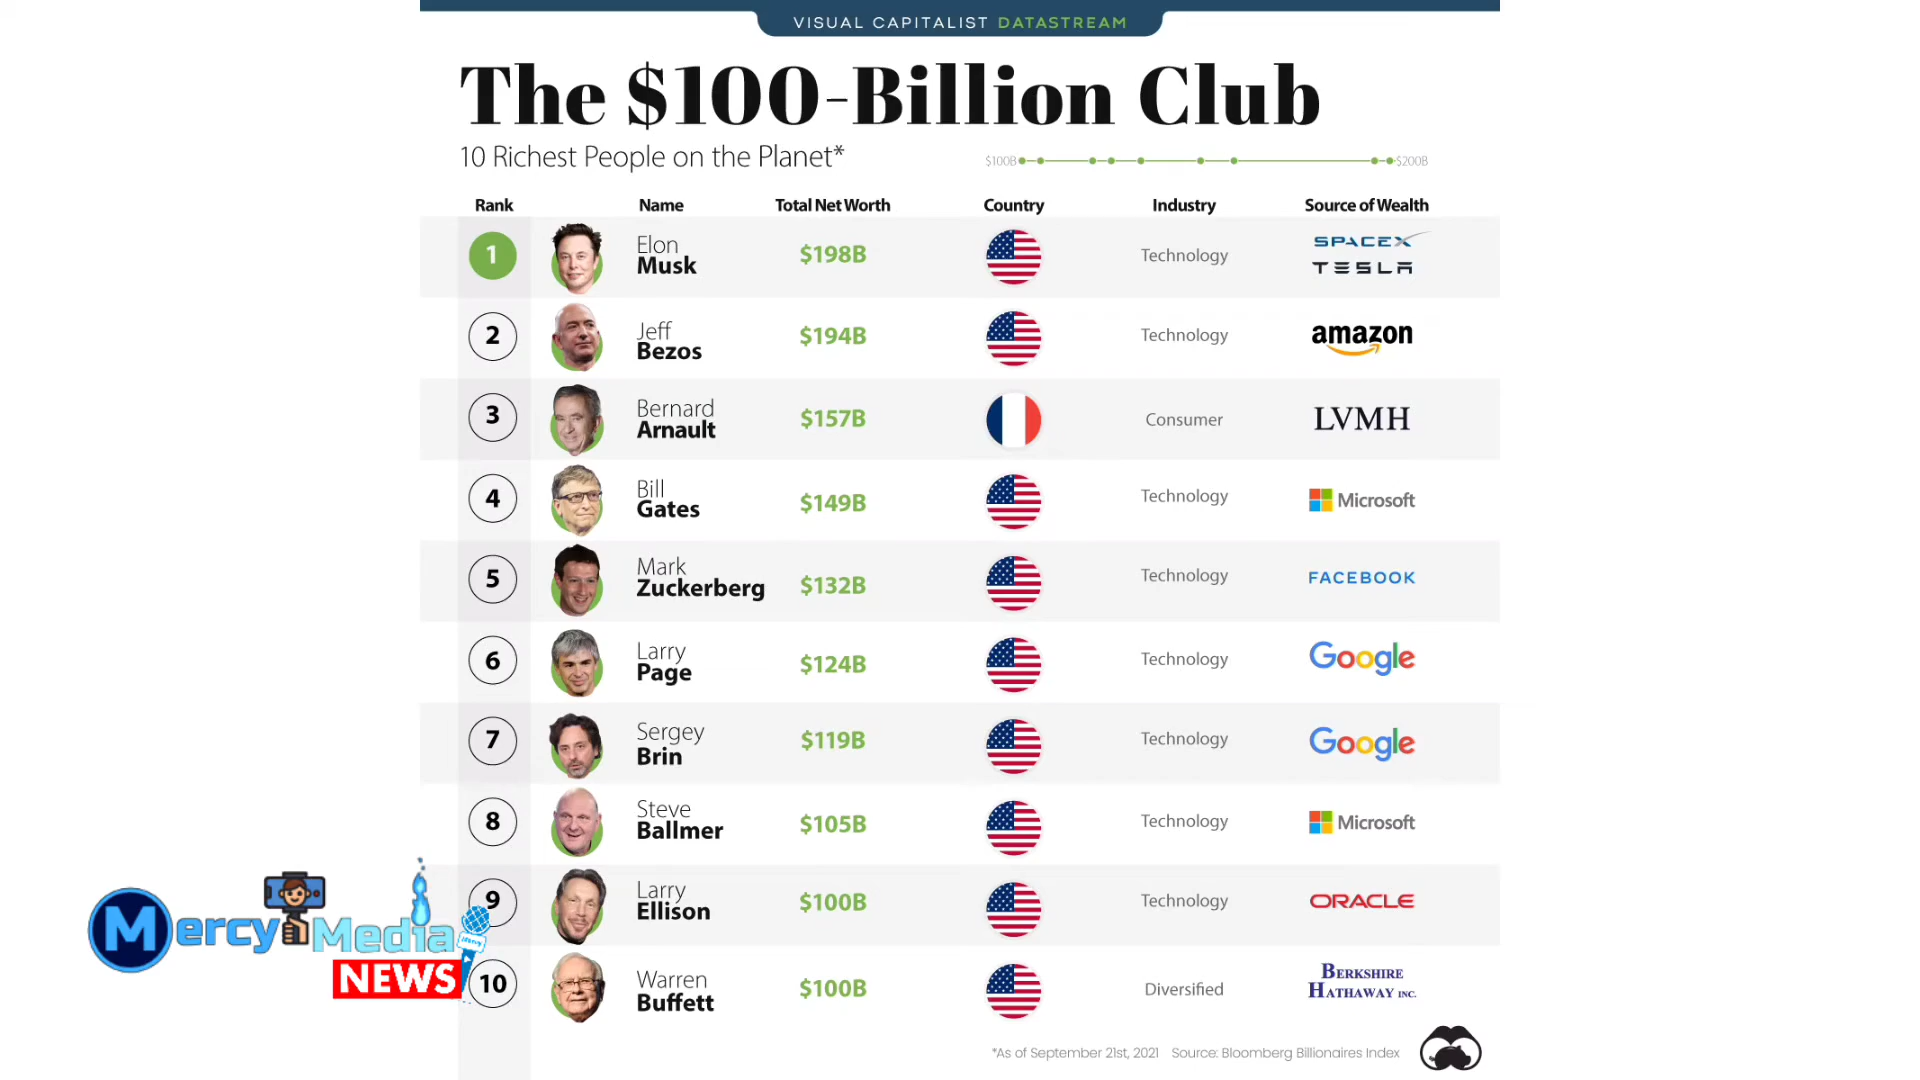 VISUAL CAPITALIST DATASTREAM
The $100-Billion Club
10 Richest People on the Planet*
$100B $200B
Rank Name Total Net Worth Country Industry Source of Wealth
1 Elon Musk $198B Technology SPACEX TESLA
2 Jeff Bezos $194B Technology amazon
3 Bernard Arnault $157B Consumer LVMH
4 Bill Gates $149B Technology Microsoft
5 Mark Zuckerberg $132B Technology FACEBOOK
6 Larry Page $124B Technology Google
7 Sergey Brin $119B Technology Google
8 Steve Ballmer $105B Technology Microsoft
9 Larry Ellison $100B Technology ORACLE
10 Warren Buffett $100B Diversified BERKSHIRE HATHAWAY INC.
Mercy Media
NEWS
*As of September 21st, 2021 Source: Bloomberg Billionaires Index